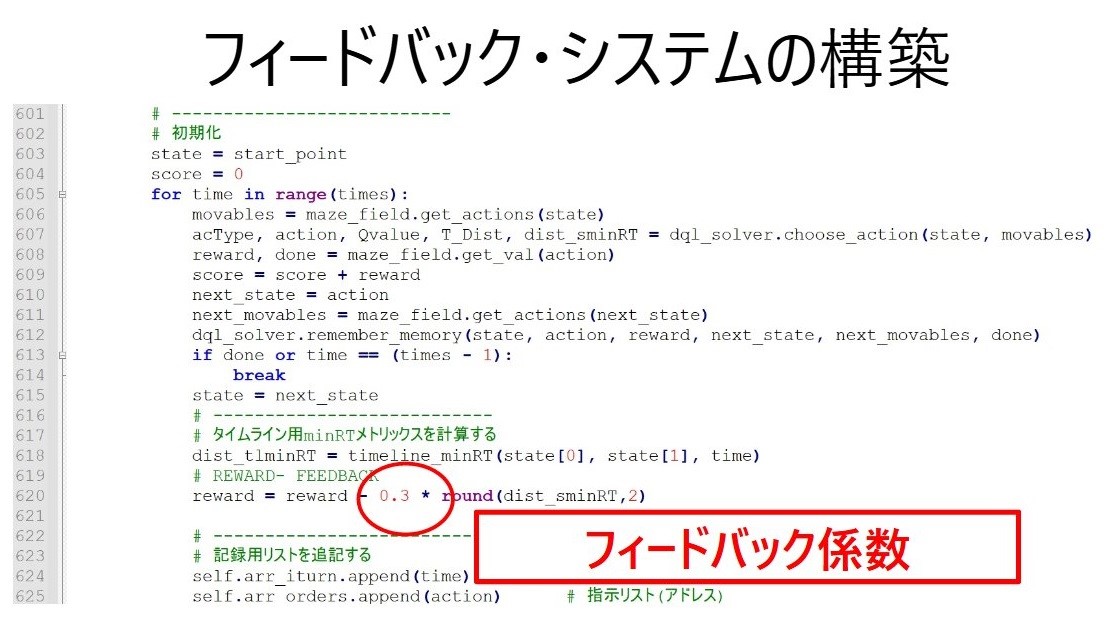 フィードバック・システムの構築
601 # ---------------------------
602 # 初期化
603 state = start_point
604 score = 0
605 for time in range(times):
606 movables = maze_field.get_actions(state)
607 acType, action, Qvalue, T_Dist, dist_sminRT = dql_solver.choose_action(state, movables)
608 reward, done = maze_field.get_val(action)
609 score = score + reward
610 next_state = action
611 next_movables = maze_field.get_actions(next_state)
612 dql_solver.remember_memory(state, action, reward, next_state, next_movables, done)
613 if done or time == (times - 1):
614 break
615 state = next_state
616 # ---------------------------
617 # タイムライン用minRTメトリックスを計算する
618 dist_tlminRT = timeline_minRT(state[0], state[1], time)
619 # REWARD- FEEDBACK
620 reward = reward - 0.3 * round(dist_sminRT,2)
621
622 # ---------------------------
フィードバック係数
623 # 記録用リストを追記する
624 self.arr_iturn.append(time)
625 self.arr_orders.append(action) # 指示リスト(アドレス)